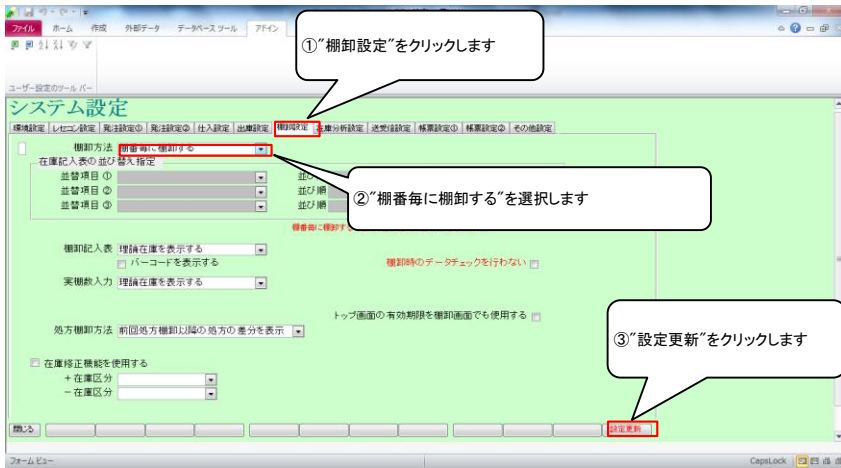 ファイル ホーム 作成 外部データ データベース ツール アドイン
①”棚卸設定”をクリックします
ユーザー設定のツール バー
システム設定
環境設定 レセコン設定 発注設定① 発注設定② 仕入設定 出庫設定 棚卸設定 在庫分析設定 送受信設定 帳票設定① 帳票設定② その他設定
棚卸方法 棚番毎に棚卸する
在庫記入表の並び替え指定
②”棚番毎に棚卸する”を選択します
並替項目 ①
並替項目 ② 並び順
並替項目 ③ 並び順
棚番毎に棚卸す
棚卸記入表 理論在庫を表示する
バーコードを表示する 棚卸時のデータチェックを行わない
実棚数入力 理論在庫を表示する
トップ画面の有効期限を棚卸画面でも使用する
処方棚卸方法 前回処方棚卸以降の処方の差分を表示
③”設定更新”をクリックします
在庫修正機能を使用する
+在庫区分
-在庫区分
閉じる 設定更新
フォーム ビュー CapsLock